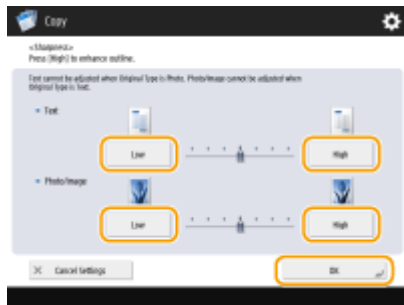 Copy
<Sharpness>
Press [High] to enhance outline.
Text cannot be adjusted when Original Type is Photo. Photo/Image cannot be adjusted when
Original Type is Text.
Text
Low
High
Photo/Image
Low
High
Cancel Settings
OK